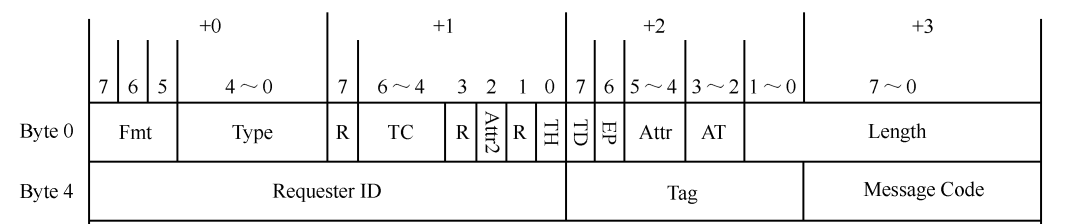 +0 +1 +2 +3
7 6 5 4～0 7 6～4 3 2 1 0 7 6 5～4 3～2 1～0 7～0
Byte 0 Fmt Type R TC R Attr2 R TH TD EP Attr AT Length
Byte 4 Requester ID Tag Message Code